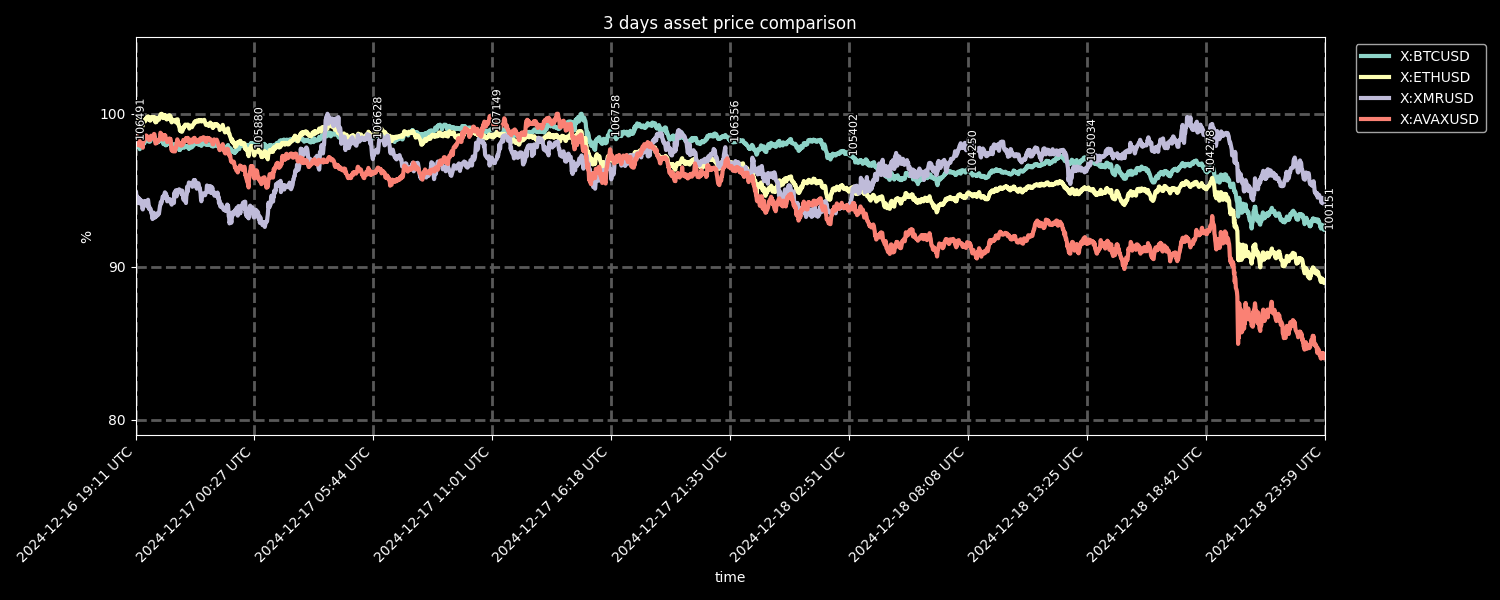 3 days asset price comparison
X:BTCUSD
X:ETHUSD
X:XMRUSD
X:AVAXUSD
100
90
80
%
106491
105880
106628
107149
106758
106356
105402
104250
105034
104278
100151
2024-12-16 19:11 UTC
2024-12-17 00:27 UTC
2024-12-17 05:44 UTC
2024-12-17 11:01 UTC
2024-12-17 16:18 UTC
2024-12-17 21:35 UTC
2024-12-18 02:51 UTC
2024-12-18 08:08 UTC
2024-12-18 13:25 UTC
2024-12-18 18:42 UTC
2024-12-18 23:59 UTC
time